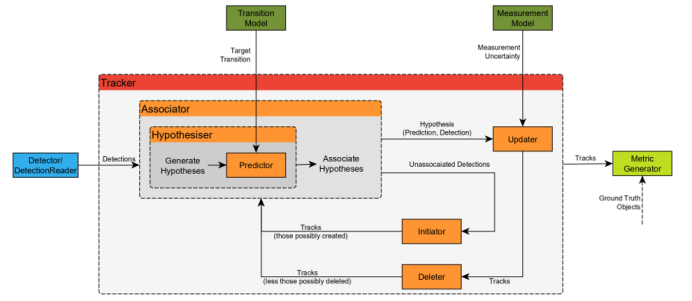 Transition
Model
Measurement
Model
Target
Transition
Measurement
Uncertainty
Tracker
Associator
Hypothesiser
Generate
Hypotheses
Predictor
Associate
Hypotheses
Detector/
DetectionReader
Detections
Hypothesis
(Prediction, Detection)
Updater
Unassocaiated Detections
Tracks
Metric
Generator
Ground Truth
Objects
Tracks
(those possibly created)
Initiator
Tracks
(less those possibly deleted)
Deleter
Tracks